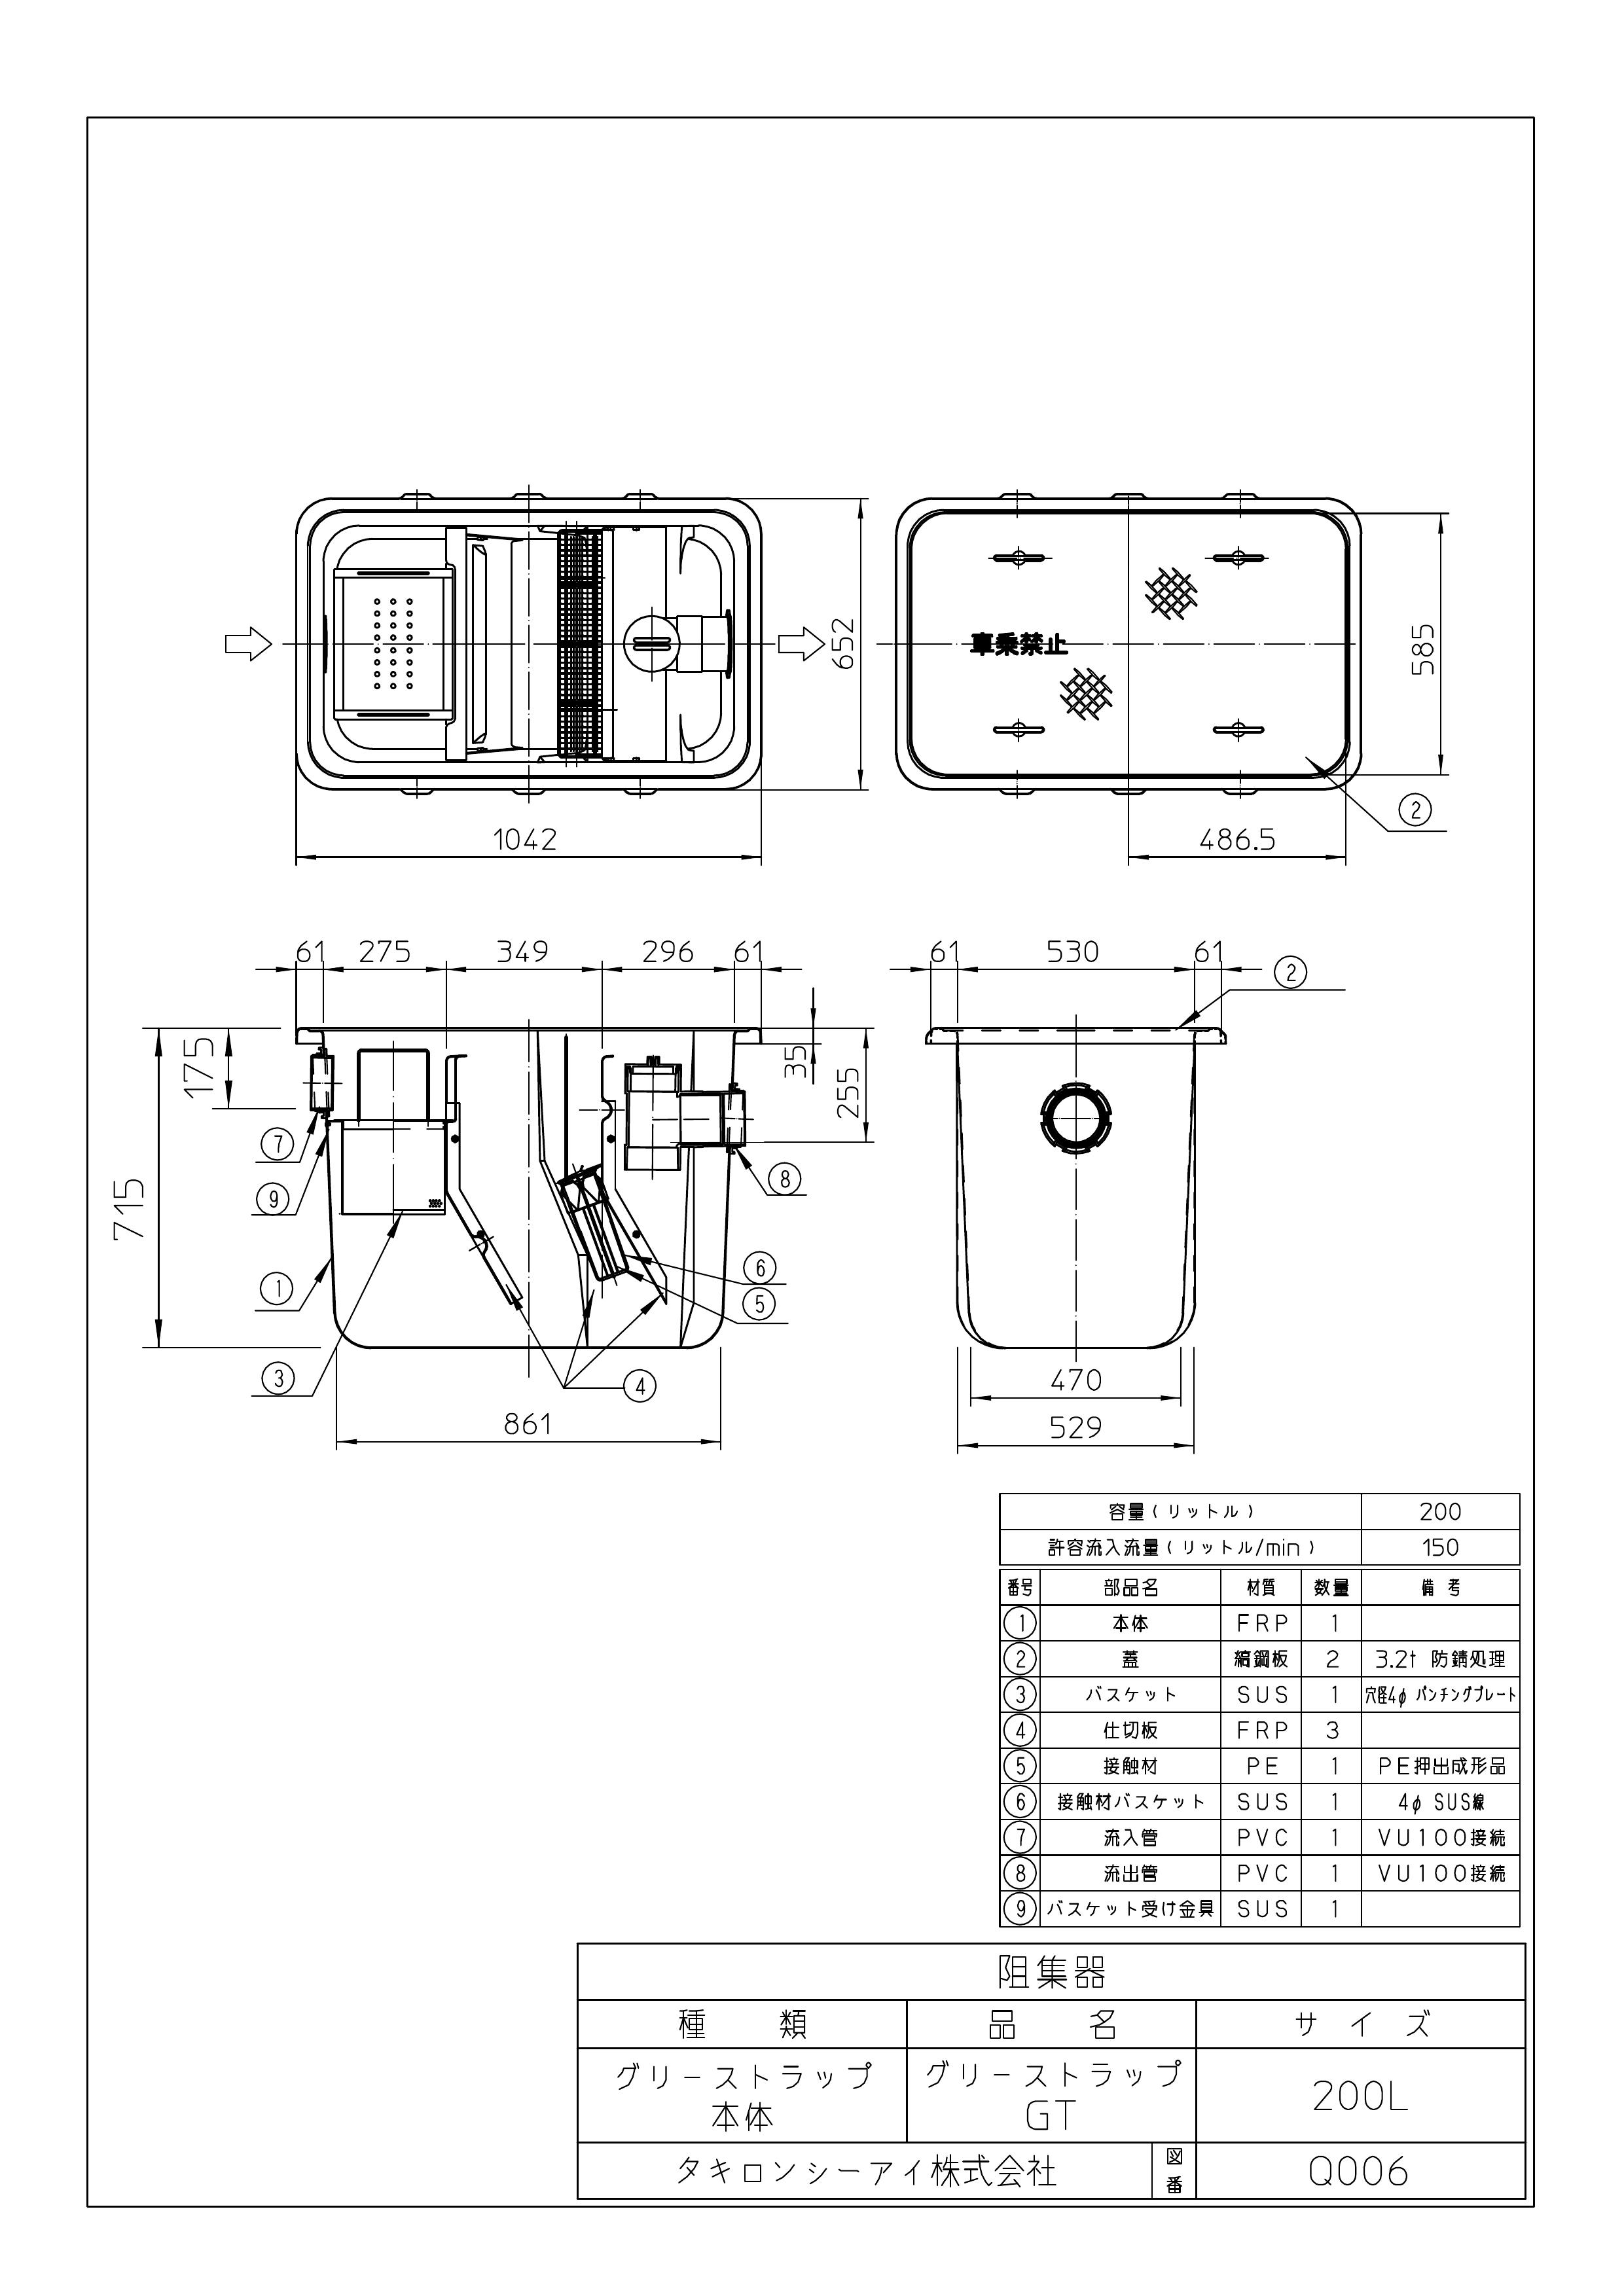 652
車乗禁止
585
②
1042
486.5
61 275 349 296 61
61 530 61
②
175
35
255
⑦
⑧
⑨
715
⑥
①
⑤
③
④
470
861
529
容量(リットル) 200
許容流入流量(リットル/min) 150
番号 部品名 材質 数量 備考
① 本体 FRP 1
② 蓋 縞鋼板 2 3.2t 防錆処理
③ バスケット SUS 1 穴径4φ パンチングプレート
④ 仕切板 FRP 3
⑤ 接触材 PE 1 PE押出成形品
⑥ 接触材バスケット SUS 1 4φ SUS線
⑦ 流入管 PVC 1 VU100接続
⑧ 流出管 PVC 1 VU100接続
⑨ バスケット受け金具 SUS 1
阻集器
種類 品名 サイズ
グリーストラップ
本体
グリーストラップ
GT
200L
タキロンシーアイ株式会社 図番 Q006